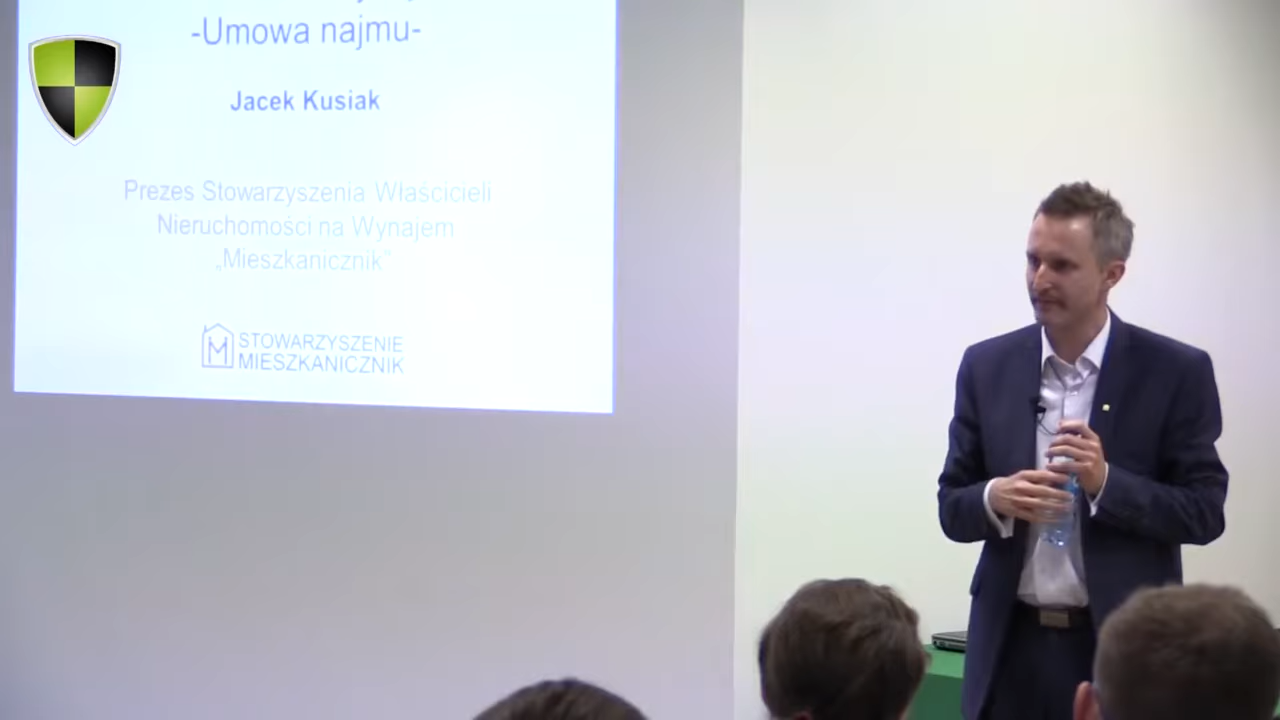 -Umowa najmu-
Jacek Kusiak
Prezes Stowarzyszenia Właścicieli
Nieruchomości na Wynajem
„Mieszkanicznik”
STOWARZYSZENIE
MIESZKANICZNIK